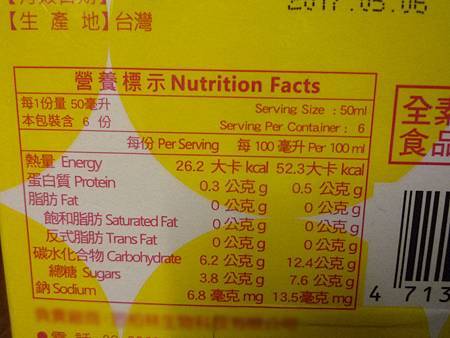 2017.05.06
【生 產 地】台灣
營養標示 Nutrition Facts
每1份量 50毫升 Serving Size : 50ml
本包裝含 6 份 Serving Per Container : 6
每份 Per Serving 每 100 毫升 Per 100 ml
熱量 Energy 26.2 大卡 kcal 52.3大卡 kcal
蛋白質 Protein 0.3 公克 g 0.5 公克 g
脂肪 Fat 0 公克 g 0 公克 g
飽和脂肪 Saturated Fat 0 公克 g 0 公克 g
反式脂肪 Trans Fat 0 公克 g 0 公克 g
碳水化合物 Carbohydrate 6.2 公克 g 12.4公克 g
總糖 Sugars 3.8 公克 g 7.6 公克 g
鈉 Sodium 6.8 毫克 mg 13.5毫克 mg
全素
食品
4 713